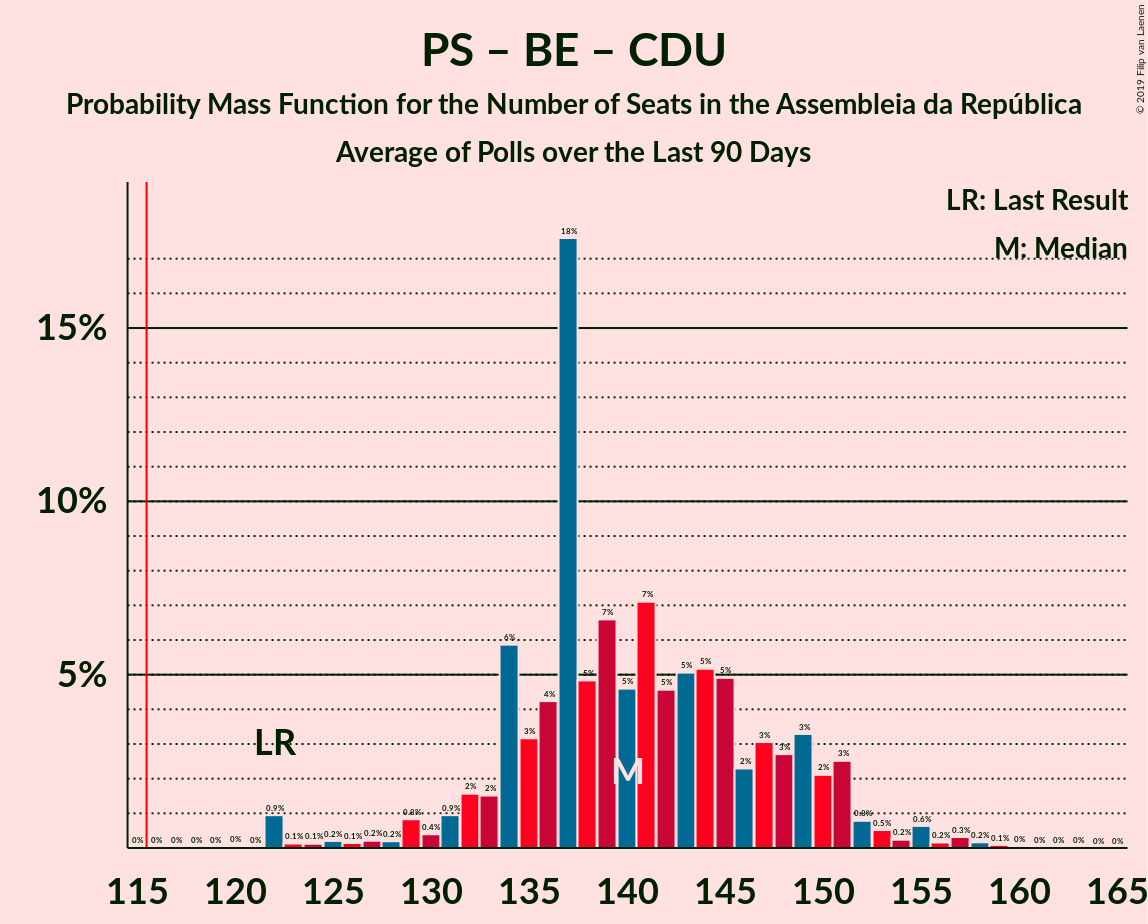 PS – BE – CDU
Probability Mass Function for the Number of Seats in the Assembleia da República
Average of Polls over the Last 90 Days
© 2019 Filip van Laenen
LR: Last Result
M: Median
15%
10%
5%
LR
M
0% 0% 0% 0% 0% 0% 0% 0.9% 0.1% 0.1% 0.2% 0.1% 0.2% 0.2% 0.8% 0.4% 0.9% 2% 2% 6% 3% 4% 18% 5% 7% 5% 7% 5% 5% 5% 5% 2% 3% 3% 3% 2% 3% 0.8% 0.5% 0.2% 0.6% 0.2% 0.3% 0.2% 0.1% 0% 0% 0% 0% 0% 0%
115 120 125 130 135 140 145 150 155 160 165